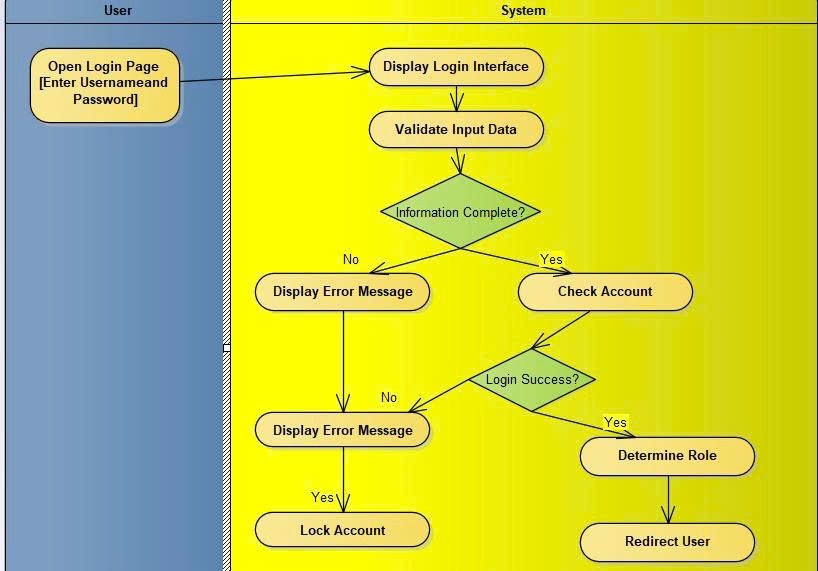 User
System
Open Login Page
[Enter Usernameand
Password]
Display Login Interface
Validate Input Data
Information Complete?
No
Yes
Display Error Message
Check Account
Login Success?
No
Yes
Display Error Message
Determine Role
Yes
Lock Account
Redirect User